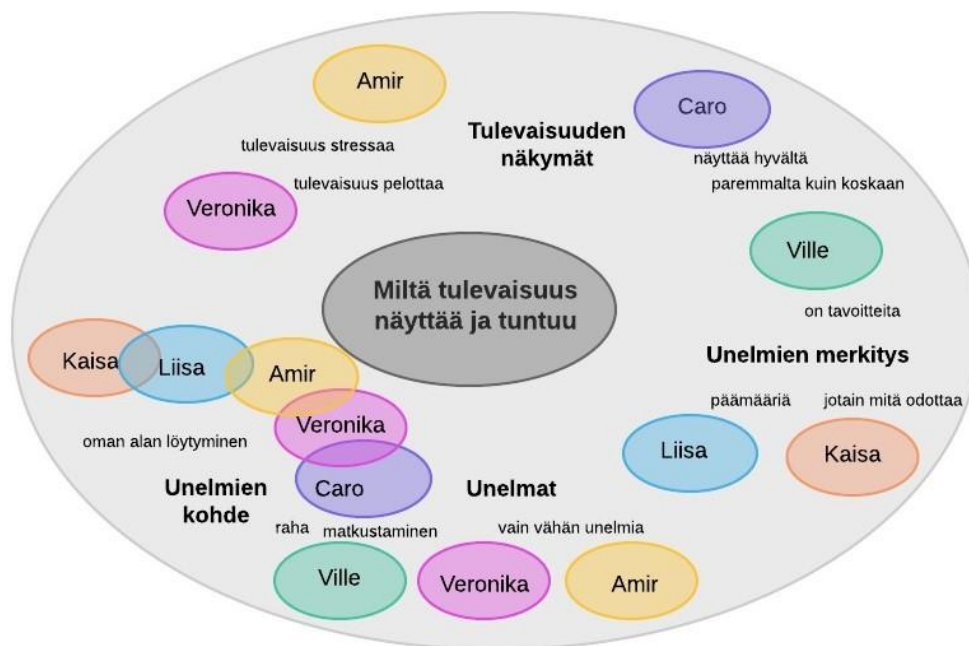 Amir
Caro
Tulevaisuuden
näkymät
tulevaisuus stressaa
näyttää hyvältä
paremmalta kuin koskaan
tulevaisuus pelottaa
Veronika
Ville
Miltä tulevaisuus
näyttää ja tuntuu
on tavoitteita
Kaisa
Liisa
Amir
Unelmien merkitys
päämääriä
jotain mitä odottaa
Veronika
oman alan löytyminen
Liisa
Kaisa
Unelmien
kohde
Caro
Unelmat
raha
matkustaminen
vain vähän unelmia
Ville
Veronika
Amir